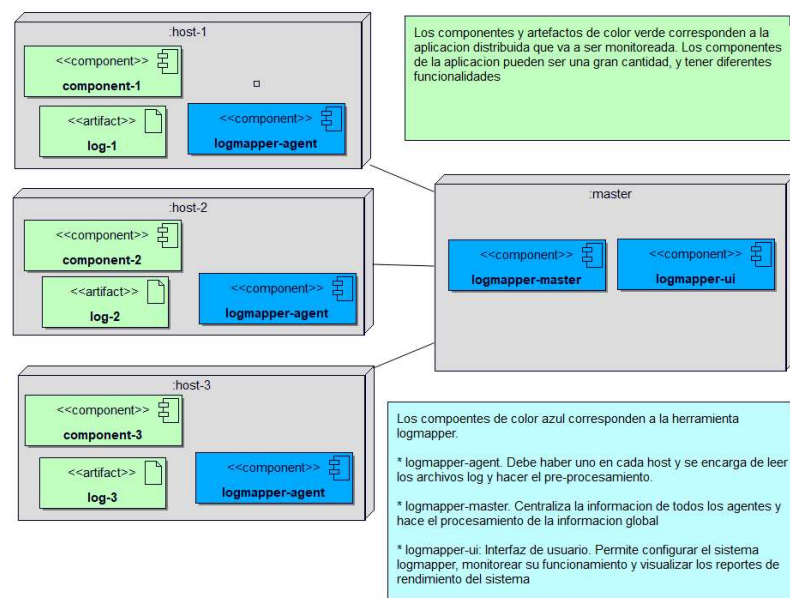 :host-1
<<component>>
component-1
<<artifact>>
log-1
<<component>>
logmapper-agent
Los componentes y artefactos de color verde corresponden a la
aplicacion distribuida que va a ser monitoreada. Los componentes
de la aplicacion pueden ser una gran cantidad, y tener diferentes
funcionalidades
:host-2
<<component>>
component-2
<<artifact>>
log-2
<<component>>
logmapper-agent
:master
<<component>>
logmapper-master
<<component>>
logmapper-ui
:host-3
<<component>>
component-3
<<artifact>>
log-3
<<component>>
logmapper-agent
Los compoentes de color azul corresponden a la herramienta
logmapper.
* logmapper-agent. Debe haber uno en cada host y se encarga de leer
los archivos log y hacer el pre-procesamiento.
* logmapper-master. Centraliza la informacion de todos los agentes y
hace el procesamiento de la informacion global
* logmapper-ui: Interfaz de usuario. Permite configurar el sistema
logmapper, monitorear su funcionamiento y visualizar los reportes de
rendimiento del sistema